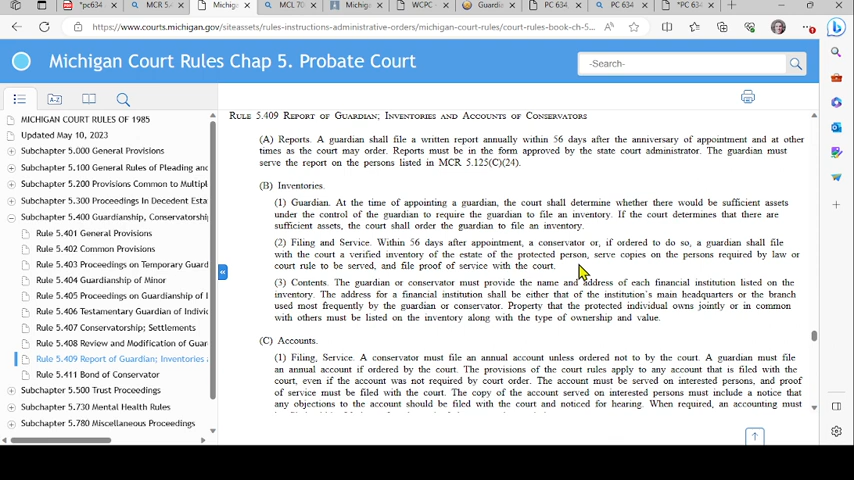 *pc634
MCR 5.4
Michiga
MCL 70
Michig
WCPC -
Guardia
PC 634
PC 634
*PC 634
https://www.courts.michigan.gov/siteassets/rules-instructions-administrative-orders/michigan-court-rules/court-rules-book-ch-5...
Michigan Court Rules Chap 5. Probate Court
-Search-
MICHIGAN COURT RULES OF 1985
Updated May 10, 2023
Subchapter 5.000 General Provisions
Subchapter 5.100 General Rules of Pleading and
Subchapter 5.200 Provisions Common to Multipl
Subchapter 5.300 Proceedings In Decedent Esta
Subchapter 5.400 Guardianship, Conservatorship
Rule 5.401 General Provisions
Rule 5.402 Common Provisions
Rule 5.403 Proceedings on Temporary Guard
Rule 5.404 Guardianship of Minor
Rule 5.405 Proceedings on Guardianship of I
Rule 5.406 Testamentary Guardian of Indivi
Rule 5.407 Conservatorship; Settlements
Rule 5.408 Review and Modification of Guar
Rule 5.409 Report of Guardian; Inventories a
Rule 5.411 Bond of Conservator
Subchapter 5.500 Trust Proceedings
Subchapter 5.730 Mental Health Rules
Subchapter 5.780 Miscellaneous Proceedings
RULE 5.409 REPORT OF GUARDIAN; INVENTORIES AND ACCOUNTS OF CONSERVATORS
(A) Reports. A guardian shall file a written report annually within 56 days after the anniversary of appointment and at other
times as the court may order. Reports must be in the form approved by the state court administrator. The guardian must
serve the report on the persons listed in MCR 5.125(C)(24).
(B) Inventories.
(1) Guardian. At the time of appointing a guardian, the court shall determine whether there would be sufficient assets
under the control of the guardian to require the guardian to file an inventory. If the court determines that there are
sufficient assets, the court shall order the guardian to file an inventory.
(2) Filing and Service. Within 56 days after appointment, a conservator or, if ordered to do so, a guardian shall file
with the court a verified inventory of the estate of the protected person, serve copies on the persons required by law or
court rule to be served, and file proof of service with the court.
(3) Contents. The guardian or conservator must provide the name and address of each financial institution listed on the
inventory. The address for a financial institution shall be either that of the institution's main headquarters or the branch
used most frequently by the guardian or conservator. Property that the protected individual owns jointly or in common
with others must be listed on the inventory along with the type of ownership and value.
(C) Accounts.
(1) Filing, Service. A conservator must file an annual account unless ordered not to by the court. A guardian must file
an annual account if ordered by the court. The provisions of the court rules apply to any account that is filed with the
court, even if the account was not required by court order. The account must be served on interested persons, and proof
of service must be filed with the court. The copy of the account served on interested persons must include a notice that
any objections to the account should be filed with the court and noticed for hearing. When required, an accounting must